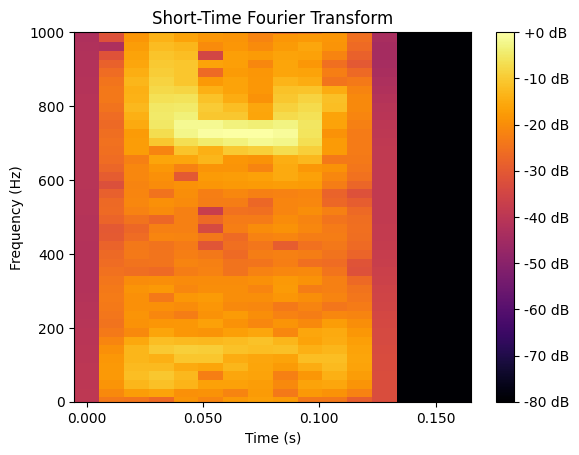 Short-Time Fourier Transform
Frequency (Hz)
1000
800
600
400
200
0
0.000
0.050
0.100
0.150
Time (s)
+0 dB
-10 dB
-20 dB
-30 dB
-40 dB
-50 dB
-60 dB
-70 dB
-80 dB